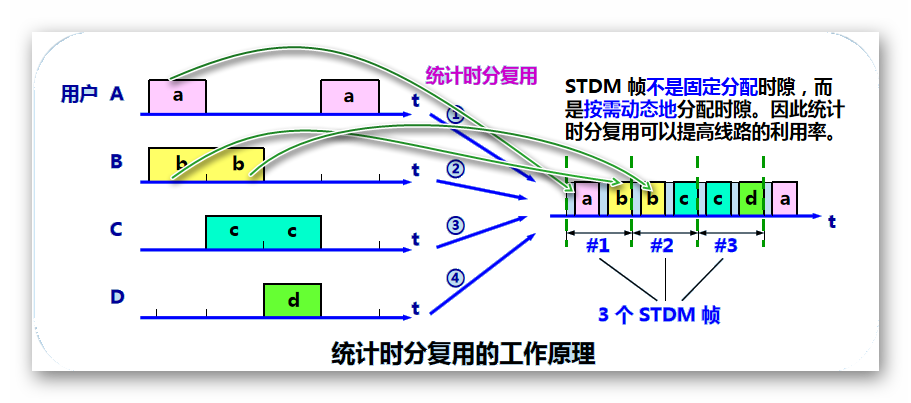 统计时分复用
STDM 帧不是固定分配时隙，而
是按需动态地分配时隙。因此统计
时分复用可以提高线路的利用率。
用户 A a a t
①
B b b t
②
C c c t
③
D d t
④
a b b c c d a t
#1 #2 #3
3 个 STDM 帧
统计时分复用的工作原理